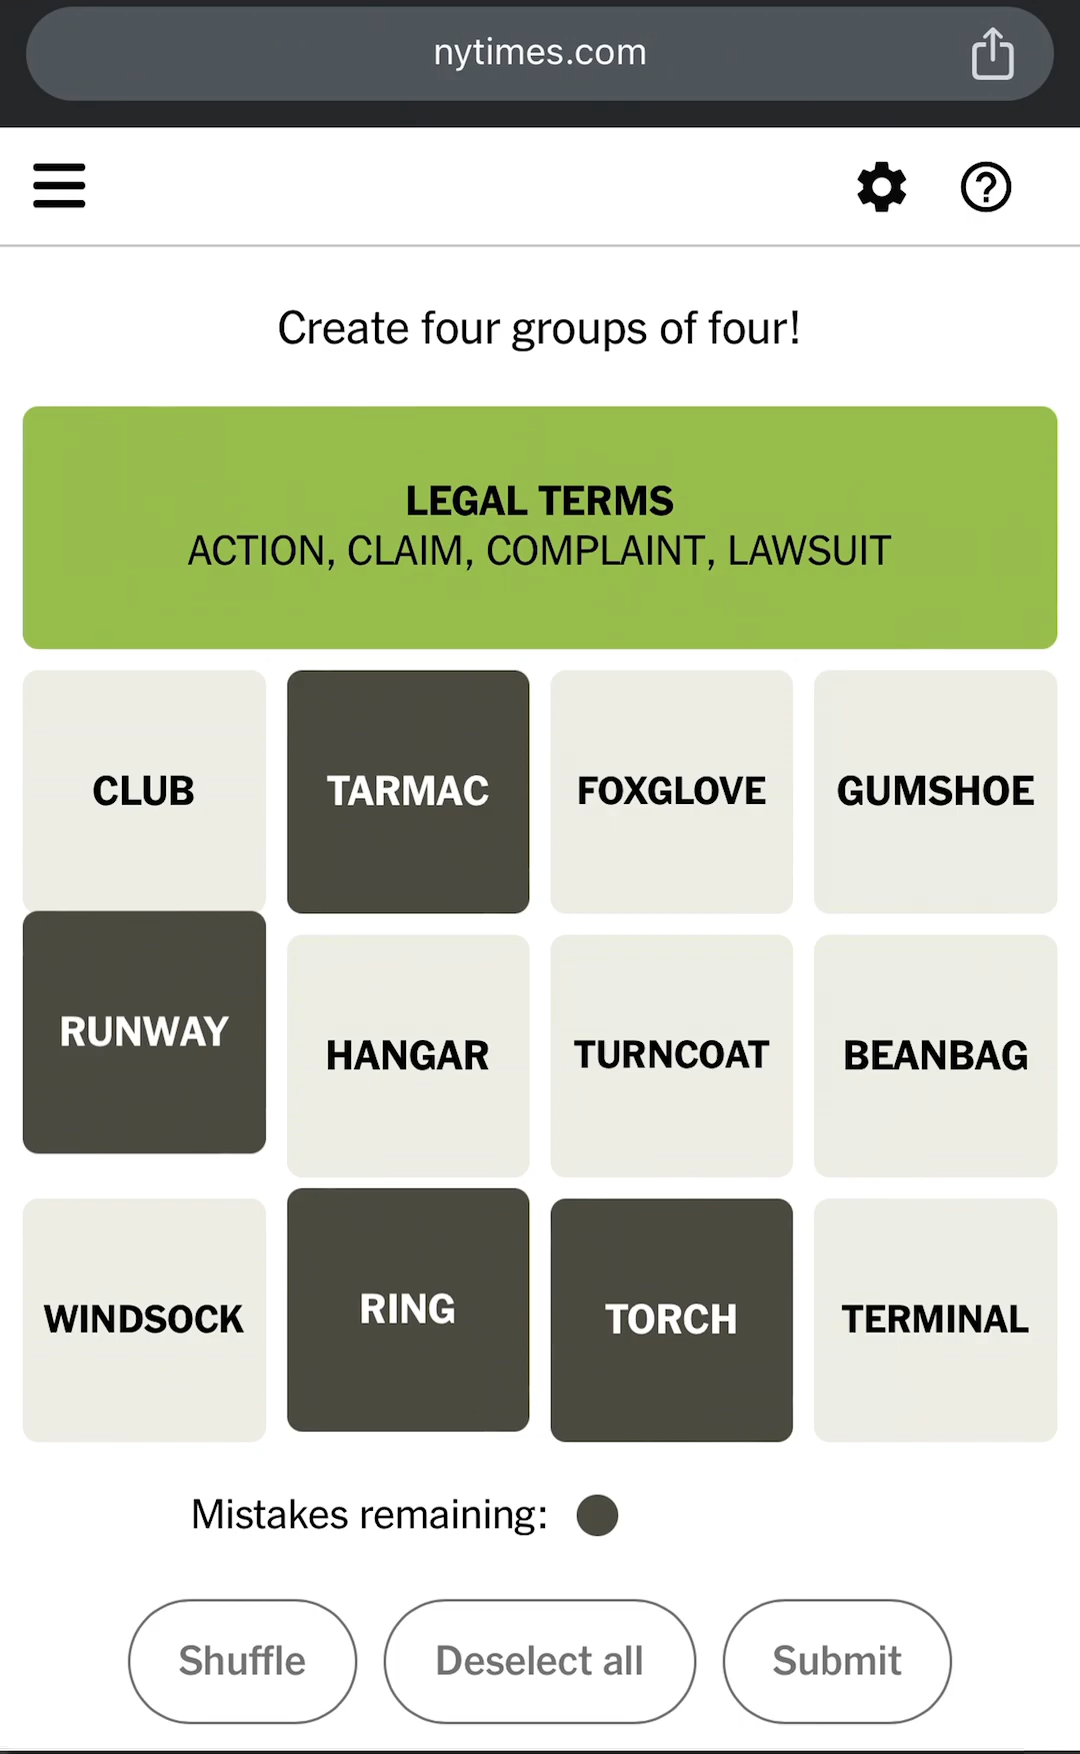 nytimes.com
Create four groups of four!
LEGAL TERMS
ACTION, CLAIM, COMPLAINT, LAWSUIT
CLUB TARMAC FOXGLOVE GUMSHOE
RUNWAY HANGAR TURNCOAT BEANBAG
WINDSOCK RING TORCH TERMINAL
Mistakes remaining:
Shuffle Deselect all Submit